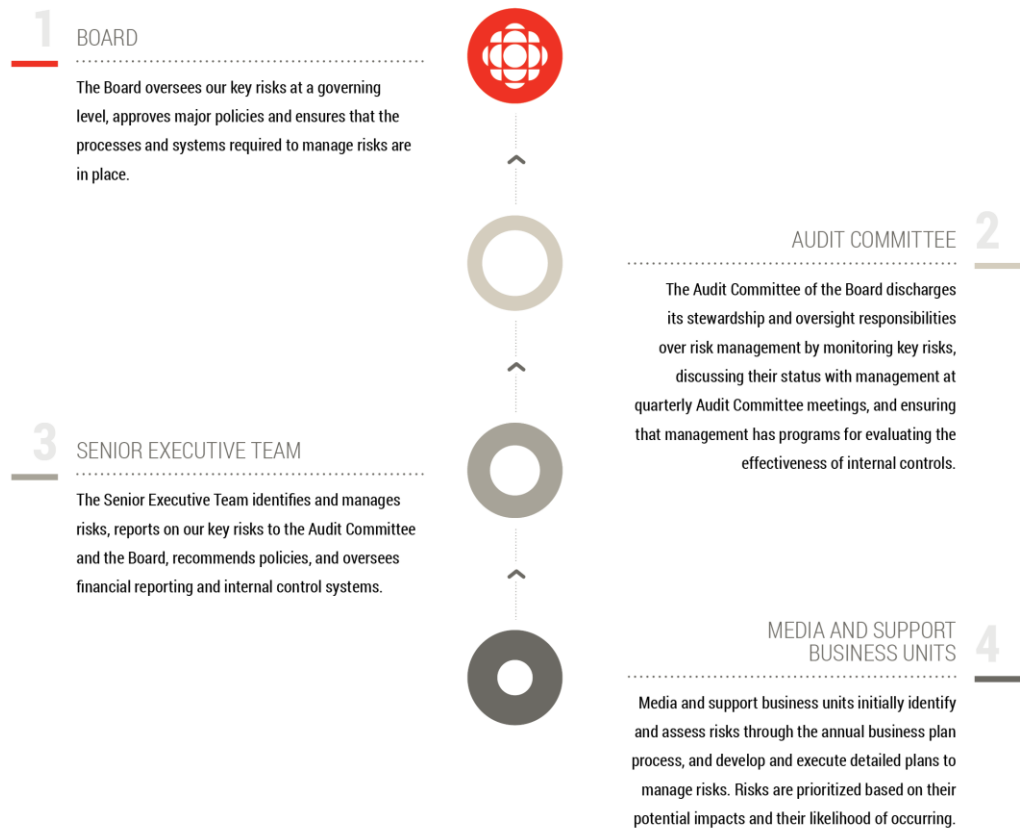 1
BOARD
The Board oversees our key risks at a governing
level, approves major policies and ensures that the
processes and systems required to manage risks are
in place.
2
AUDIT COMMITTEE
The Audit Committee of the Board discharges
its stewardship and oversight responsibilities
over risk management by monitoring key risks,
discussing their status with management at
quarterly Audit Committee meetings, and ensuring
that management has programs for evaluating the
effectiveness of internal controls.
3
SENIOR EXECUTIVE TEAM
The Senior Executive Team identifies and manages
risks, reports on our key risks to the Audit Committee
and the Board, recommends policies, and oversees
financial reporting and internal control systems.
4
MEDIA AND SUPPORT
BUSINESS UNITS
Media and support business units initially identify
and assess risks through the annual business plan
process, and develop and execute detailed plans to
manage risks. Risks are prioritized based on their
potential impacts and their likelihood of occurring.